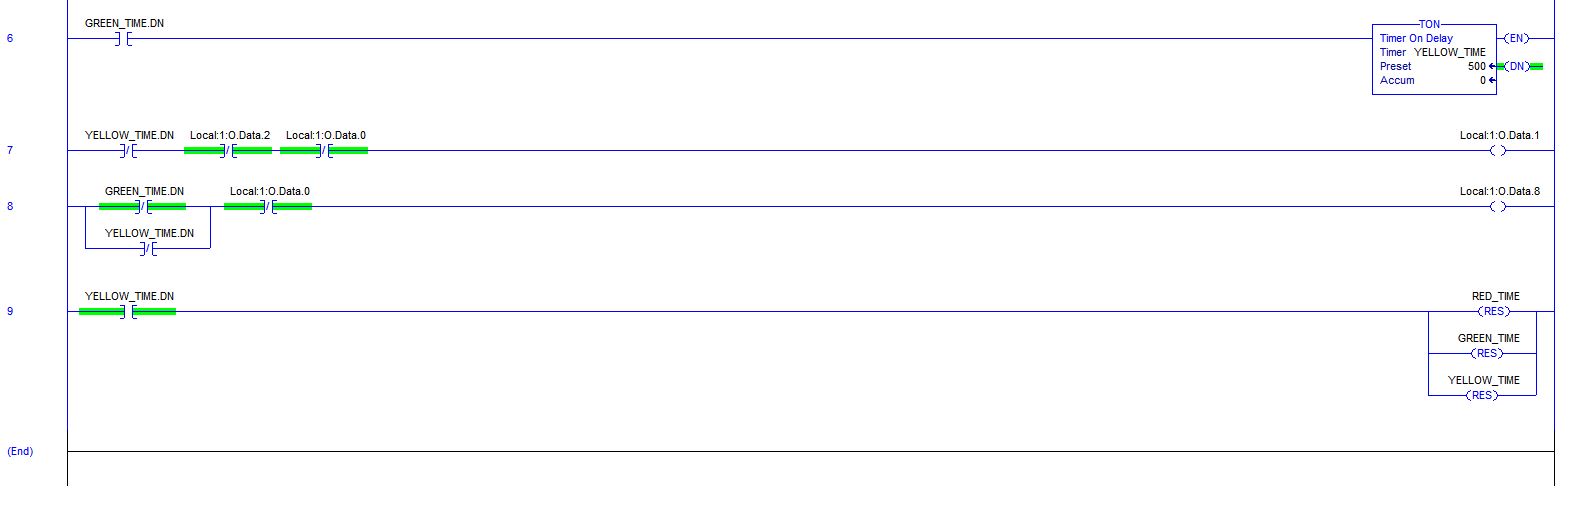 GREEN_TIME.DN
6
TON
Timer On Delay
EN
Timer YELLOW_TIME
Preset 500
DN
Accum 0
YELLOW_TIME.DN Local:1:O.Data.2 Local:1:O.Data.0 Local:1:O.Data.1
7
GREEN_TIME.DN Local:1:O.Data.0 Local:1:O.Data.8
8
YELLOW_TIME.DN
YELLOW_TIME.DN RED_TIME
9
RES
GREEN_TIME
RES
YELLOW_TIME
RES
(End)